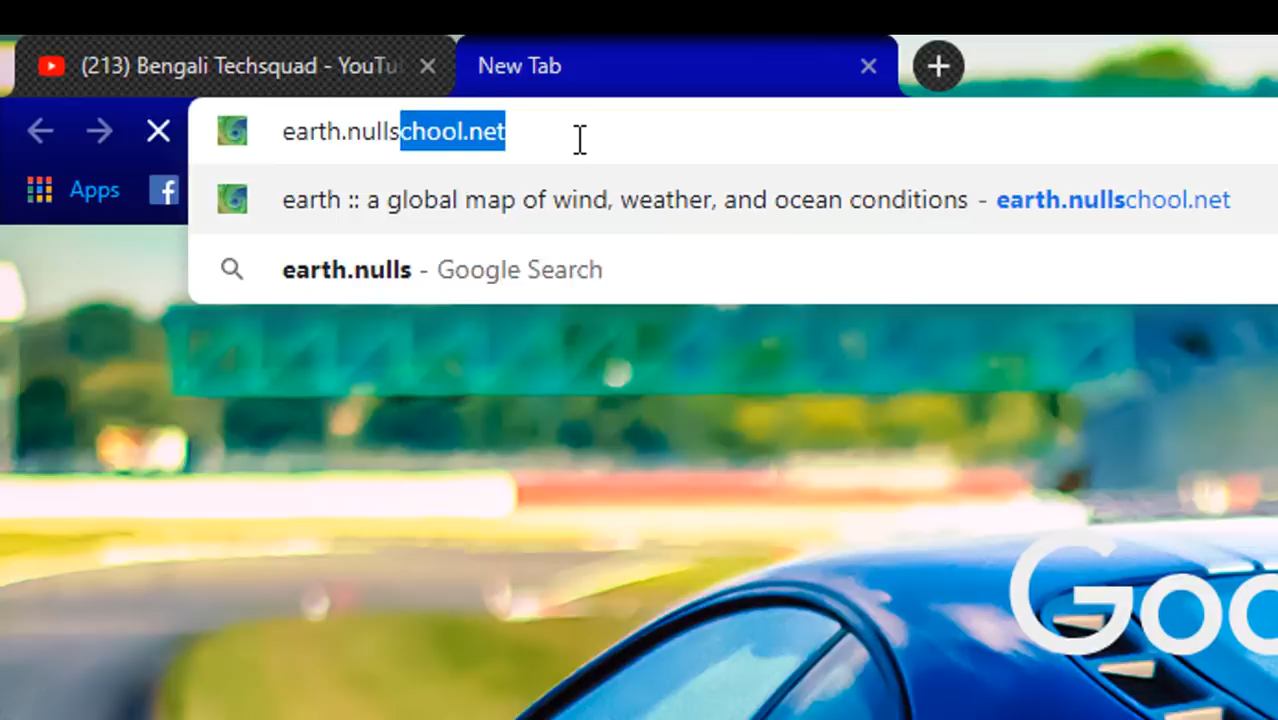 (213) Bengali Techsquad - YouTu
New Tab
earth.nullschool.net
Apps
earth :: a global map of wind, weather, and ocean conditions - earth.nullschool.net
earth.nulls - Google Search
Goo